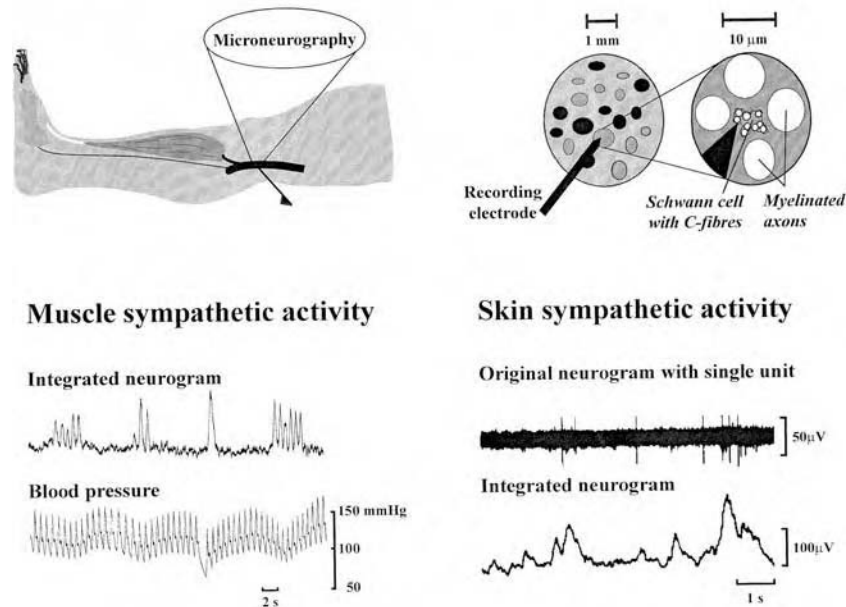 Microneurography
1 mm
10 μm
Recording
electrode
Schwann cell
with C-fibres
Myelinated
axons
Muscle sympathetic activity
Integrated neurogram
Blood pressure
150 mmHg
100
50
2 s
Skin sympathetic activity
Original neurogram with single unit
50μV
Integrated neurogram
100μV
1 s